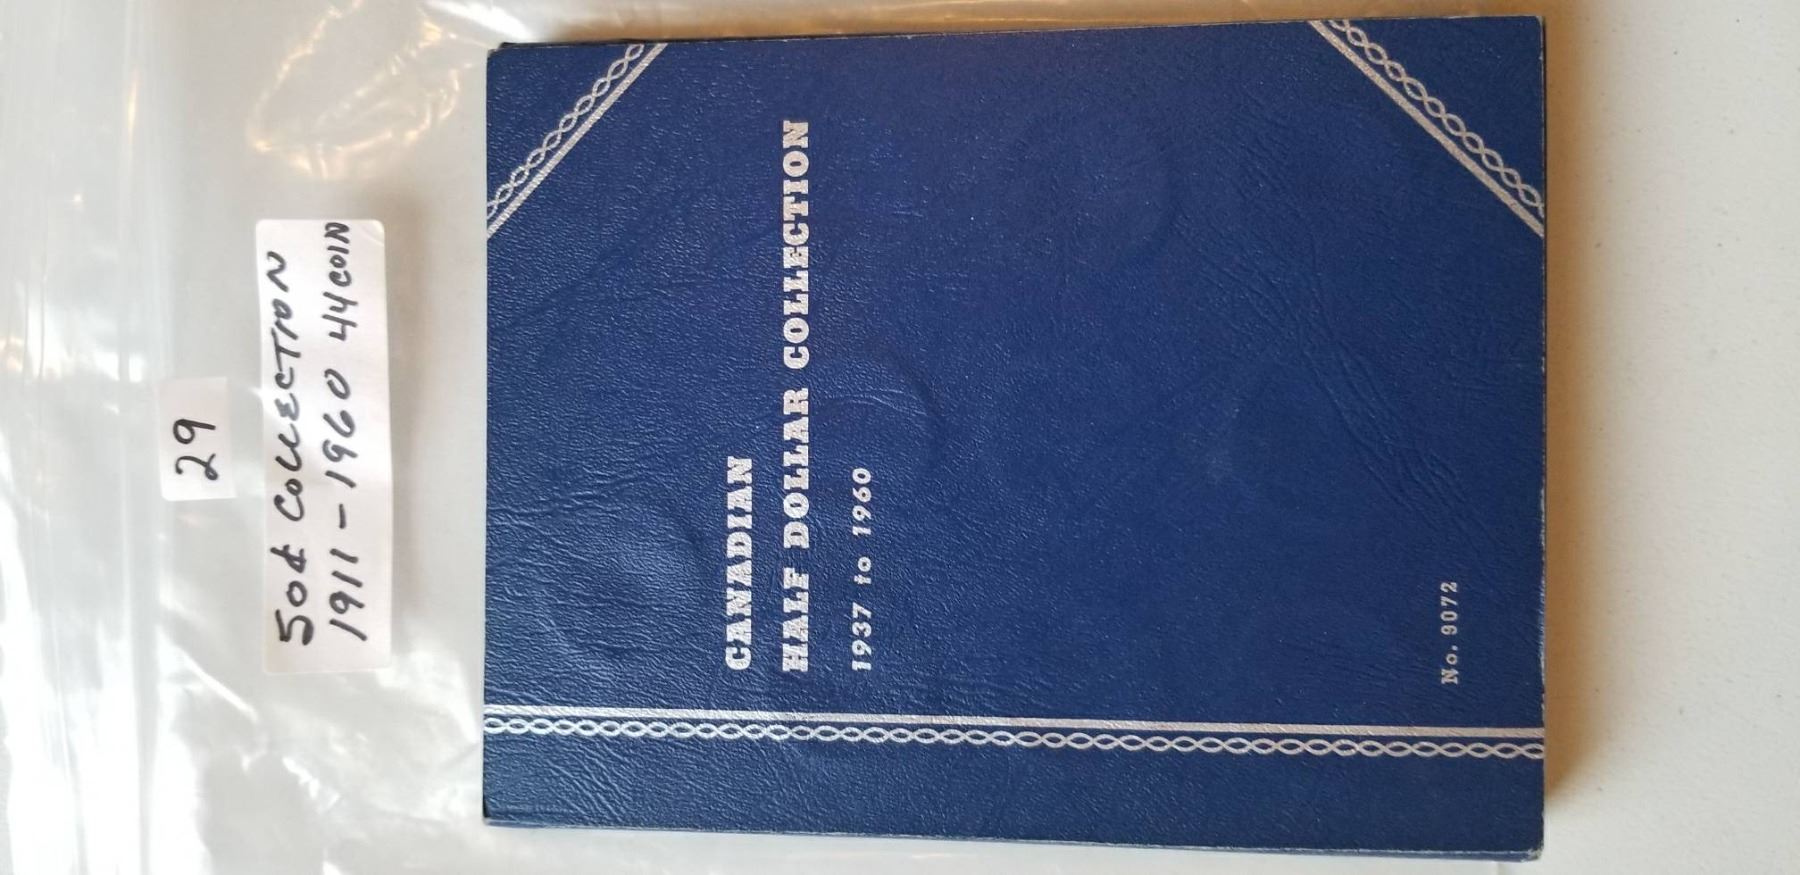 29
50¢ COLLECTION
1911-1960 44 COIN
CANADIAN
HALF DOLLAR COLLECTION
1937 to 1960
No. 9072